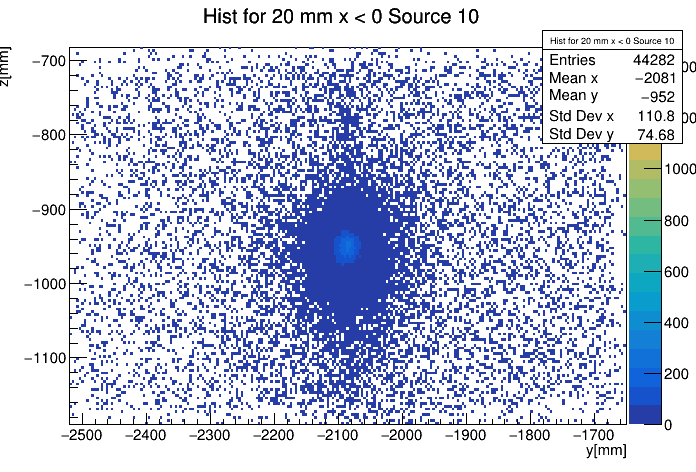 Hist for 20 mm x < 0 Source 10
z[mm]
Hist for 20 mm x < 0 Source 10
Entries 44282
Mean x −2081
Mean y −952
Std Dev x 110.8
Std Dev y 74.68
−700
−800
−900
−1000
−1100
1000
800
600
400
200
0
−2500 −2400 −2300 −2200 −2100 −2000 −1900 −1800 −1700
y[mm]